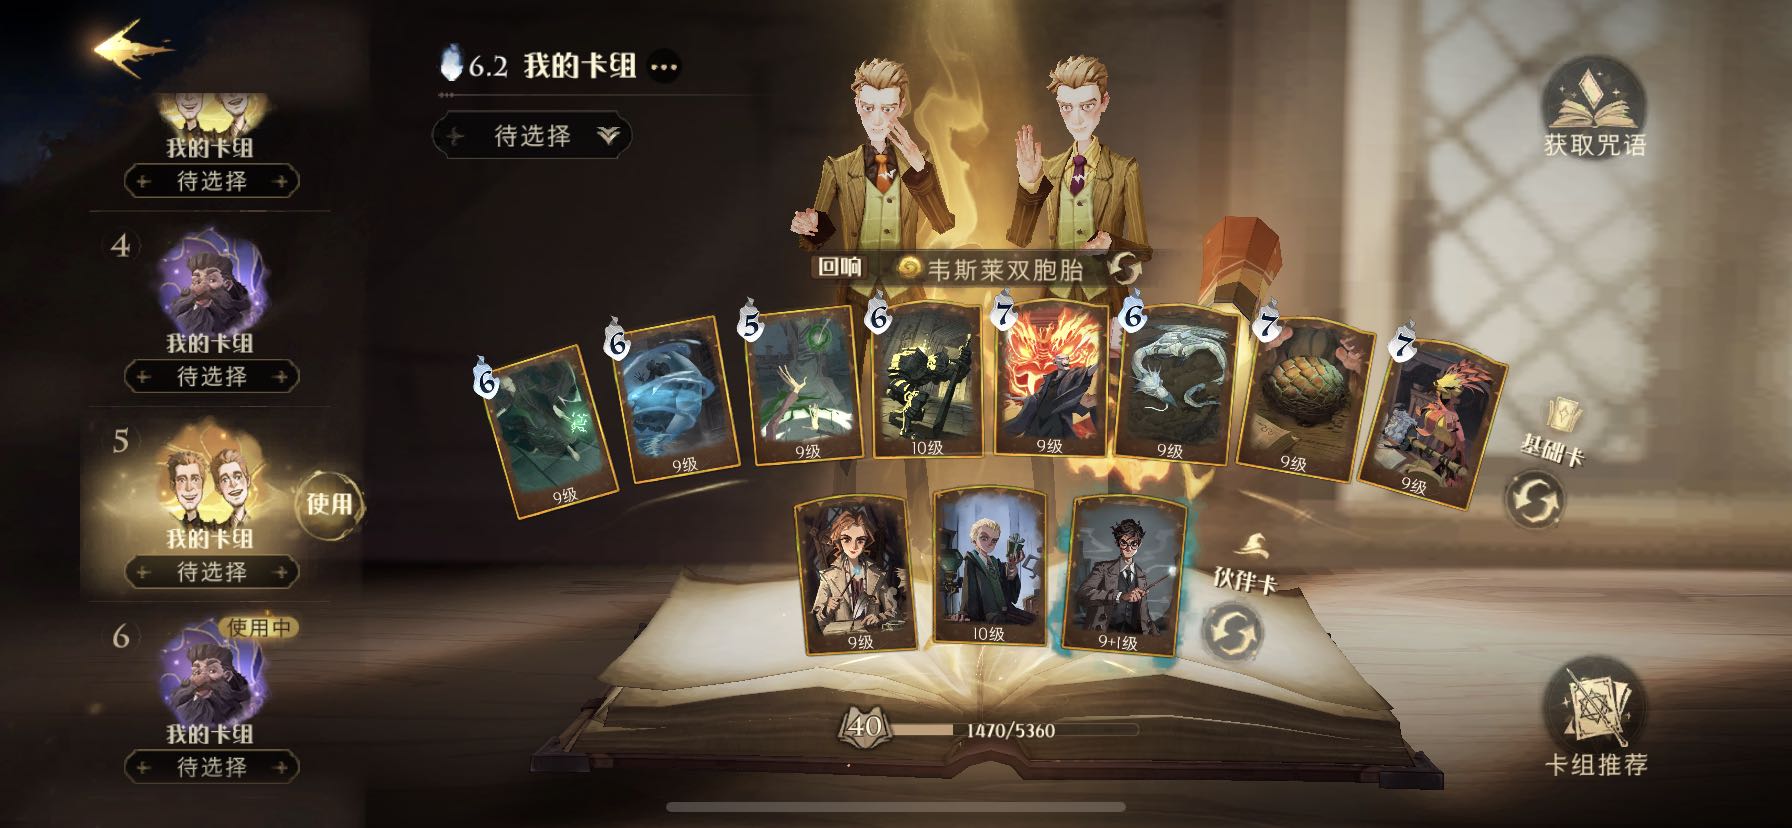 我的卡组
待选择
4
我的卡组
待选择
5
使用
我的卡组
待选择
6
使用中
我的卡组
待选择
6.2 我的卡组
待选择
获取咒语
回响 韦斯莱双胞胎
6
9级
6
9级
5
9级
6
10级
7
9级
6
9级
7
9级
7
9级
基础卡
9级
10级
9+1级
伙伴卡
40
1470/5360
卡组推荐